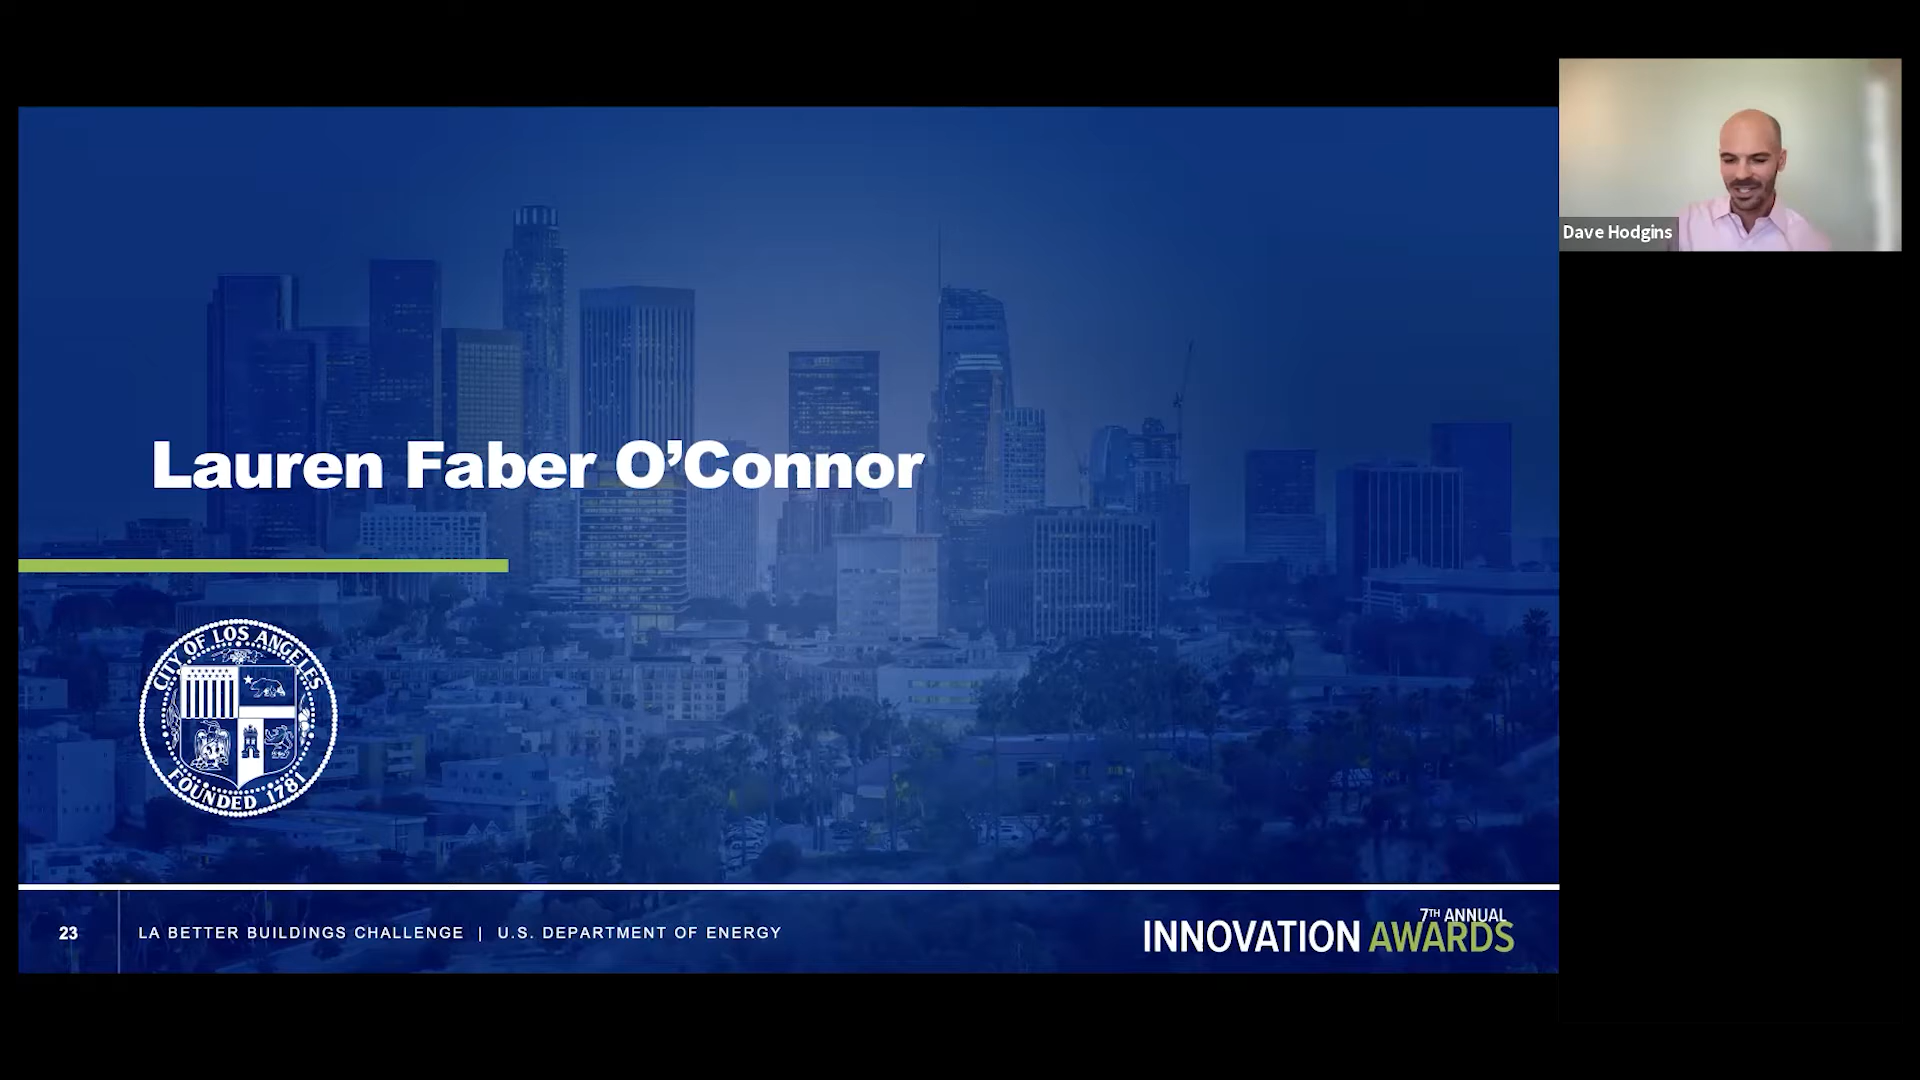 Dave Hodgins
Lauren Faber O’Connor
CITY OF LOS ANGELES
FOUNDED 1781
23
LA BETTER BUILDINGS CHALLENGE | U.S. DEPARTMENT OF ENERGY
7TH ANNUAL
INNOVATION AWARDS